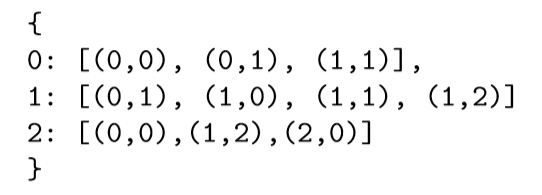 {
0: [(0,0), (0,1), (1,1)],
1: [(0,1), (1,0), (1,1), (1,2)]
2: [(0,0),(1,2),(2,0)]
}